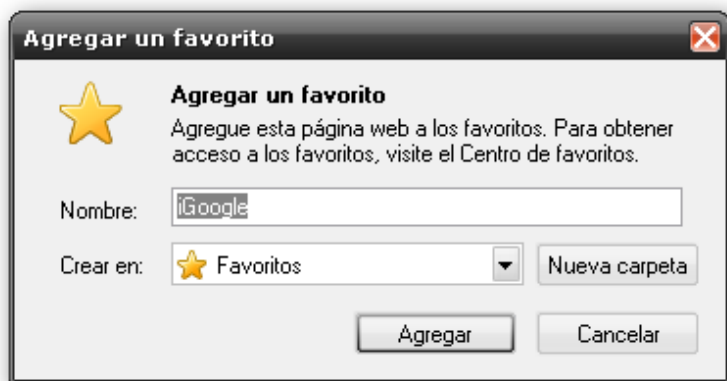 Agregar un favorito
Agregar un favorito
Agregue esta página web a los favoritos. Para obtener
acceso a los favoritos, visite el Centro de favoritos.
Nombre: iGoogle
Crear en: Favoritos Nueva carpeta
Agregar Cancelar